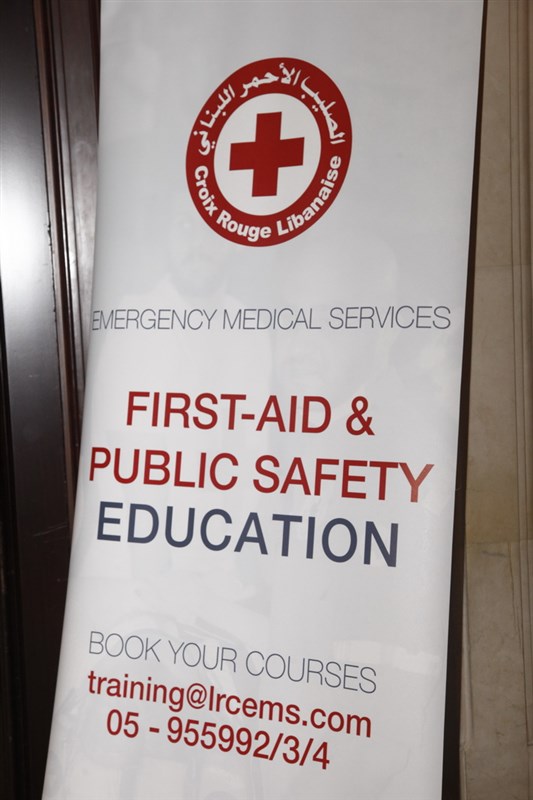 الصليب الأحمر اللبناني
Croix Rouge Libanaise
EMERGENCY MEDICAL SERVICES
FIRST-AID &
PUBLIC SAFETY
EDUCATION
BOOK YOUR COURSES
training@lrcems.com
05 - 955992/3/4